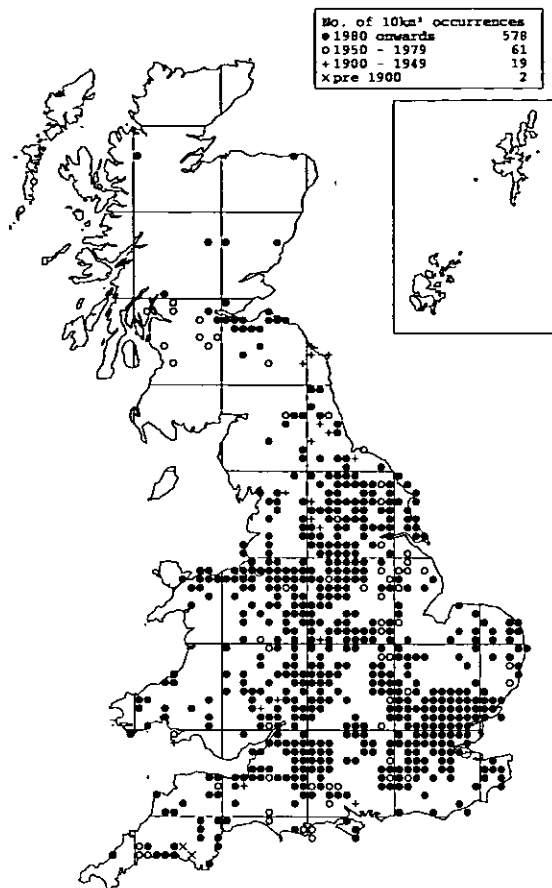 No. of 10km² occurrences
● 1980 onwards 578
○ 1950 - 1979 61
+ 1900 - 1949 19
× pre 1900 2